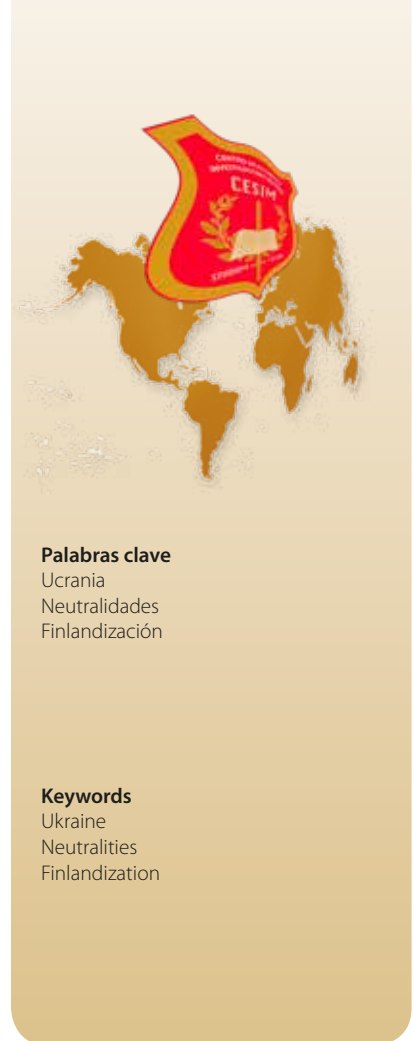 CESIM
Palabras clave
Ucrania
Neutralidades
Finlandización
Keywords
Ukraine
Neutralities
Finlandization